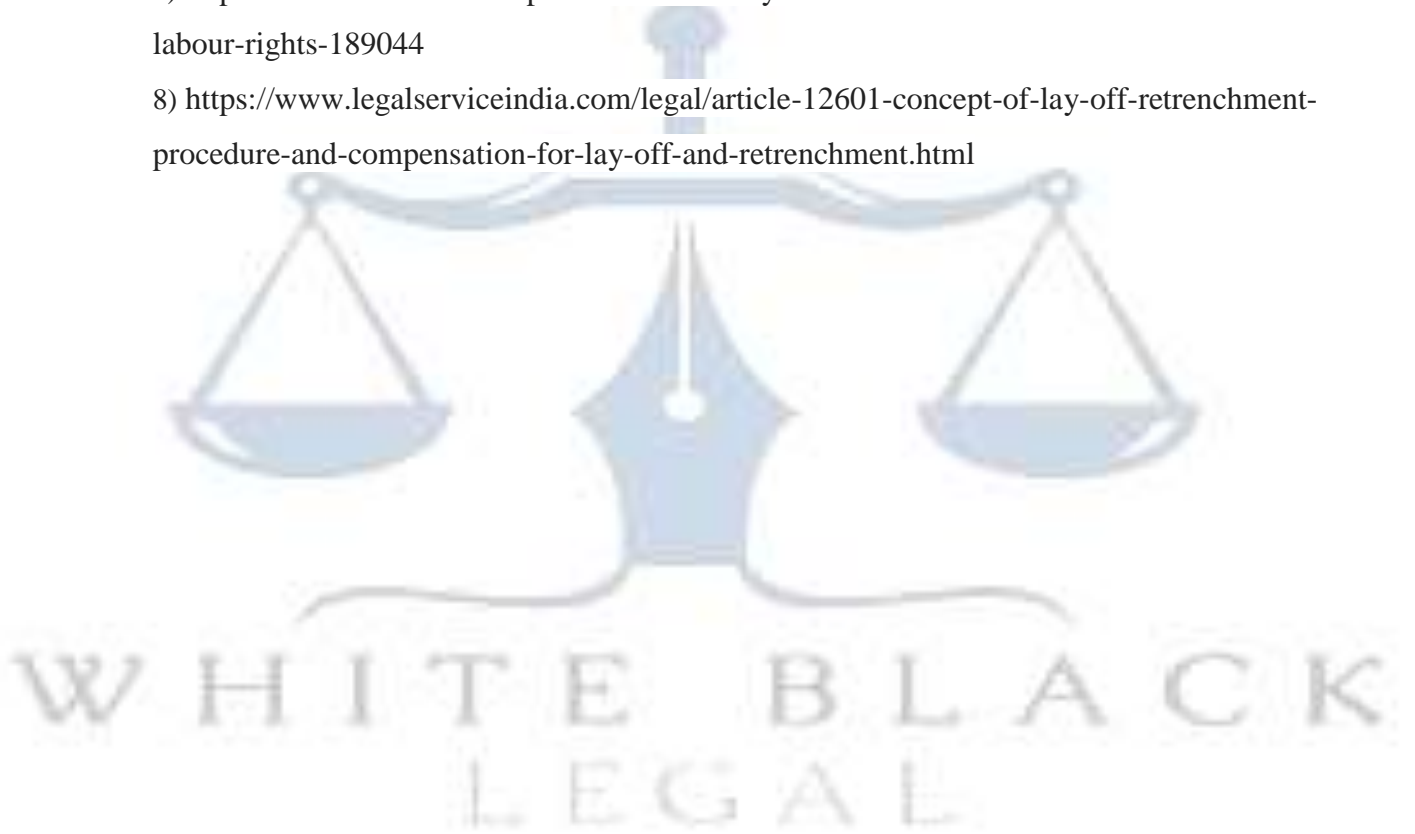 labour-rights-189044
8) https://www.legalserviceindia.com/legal/article-12601-concept-of-lay-off-retrenchment-
procedure-and-compensation-for-lay-off-and-retrenchment.html
WHITE BLACK
LEGAL